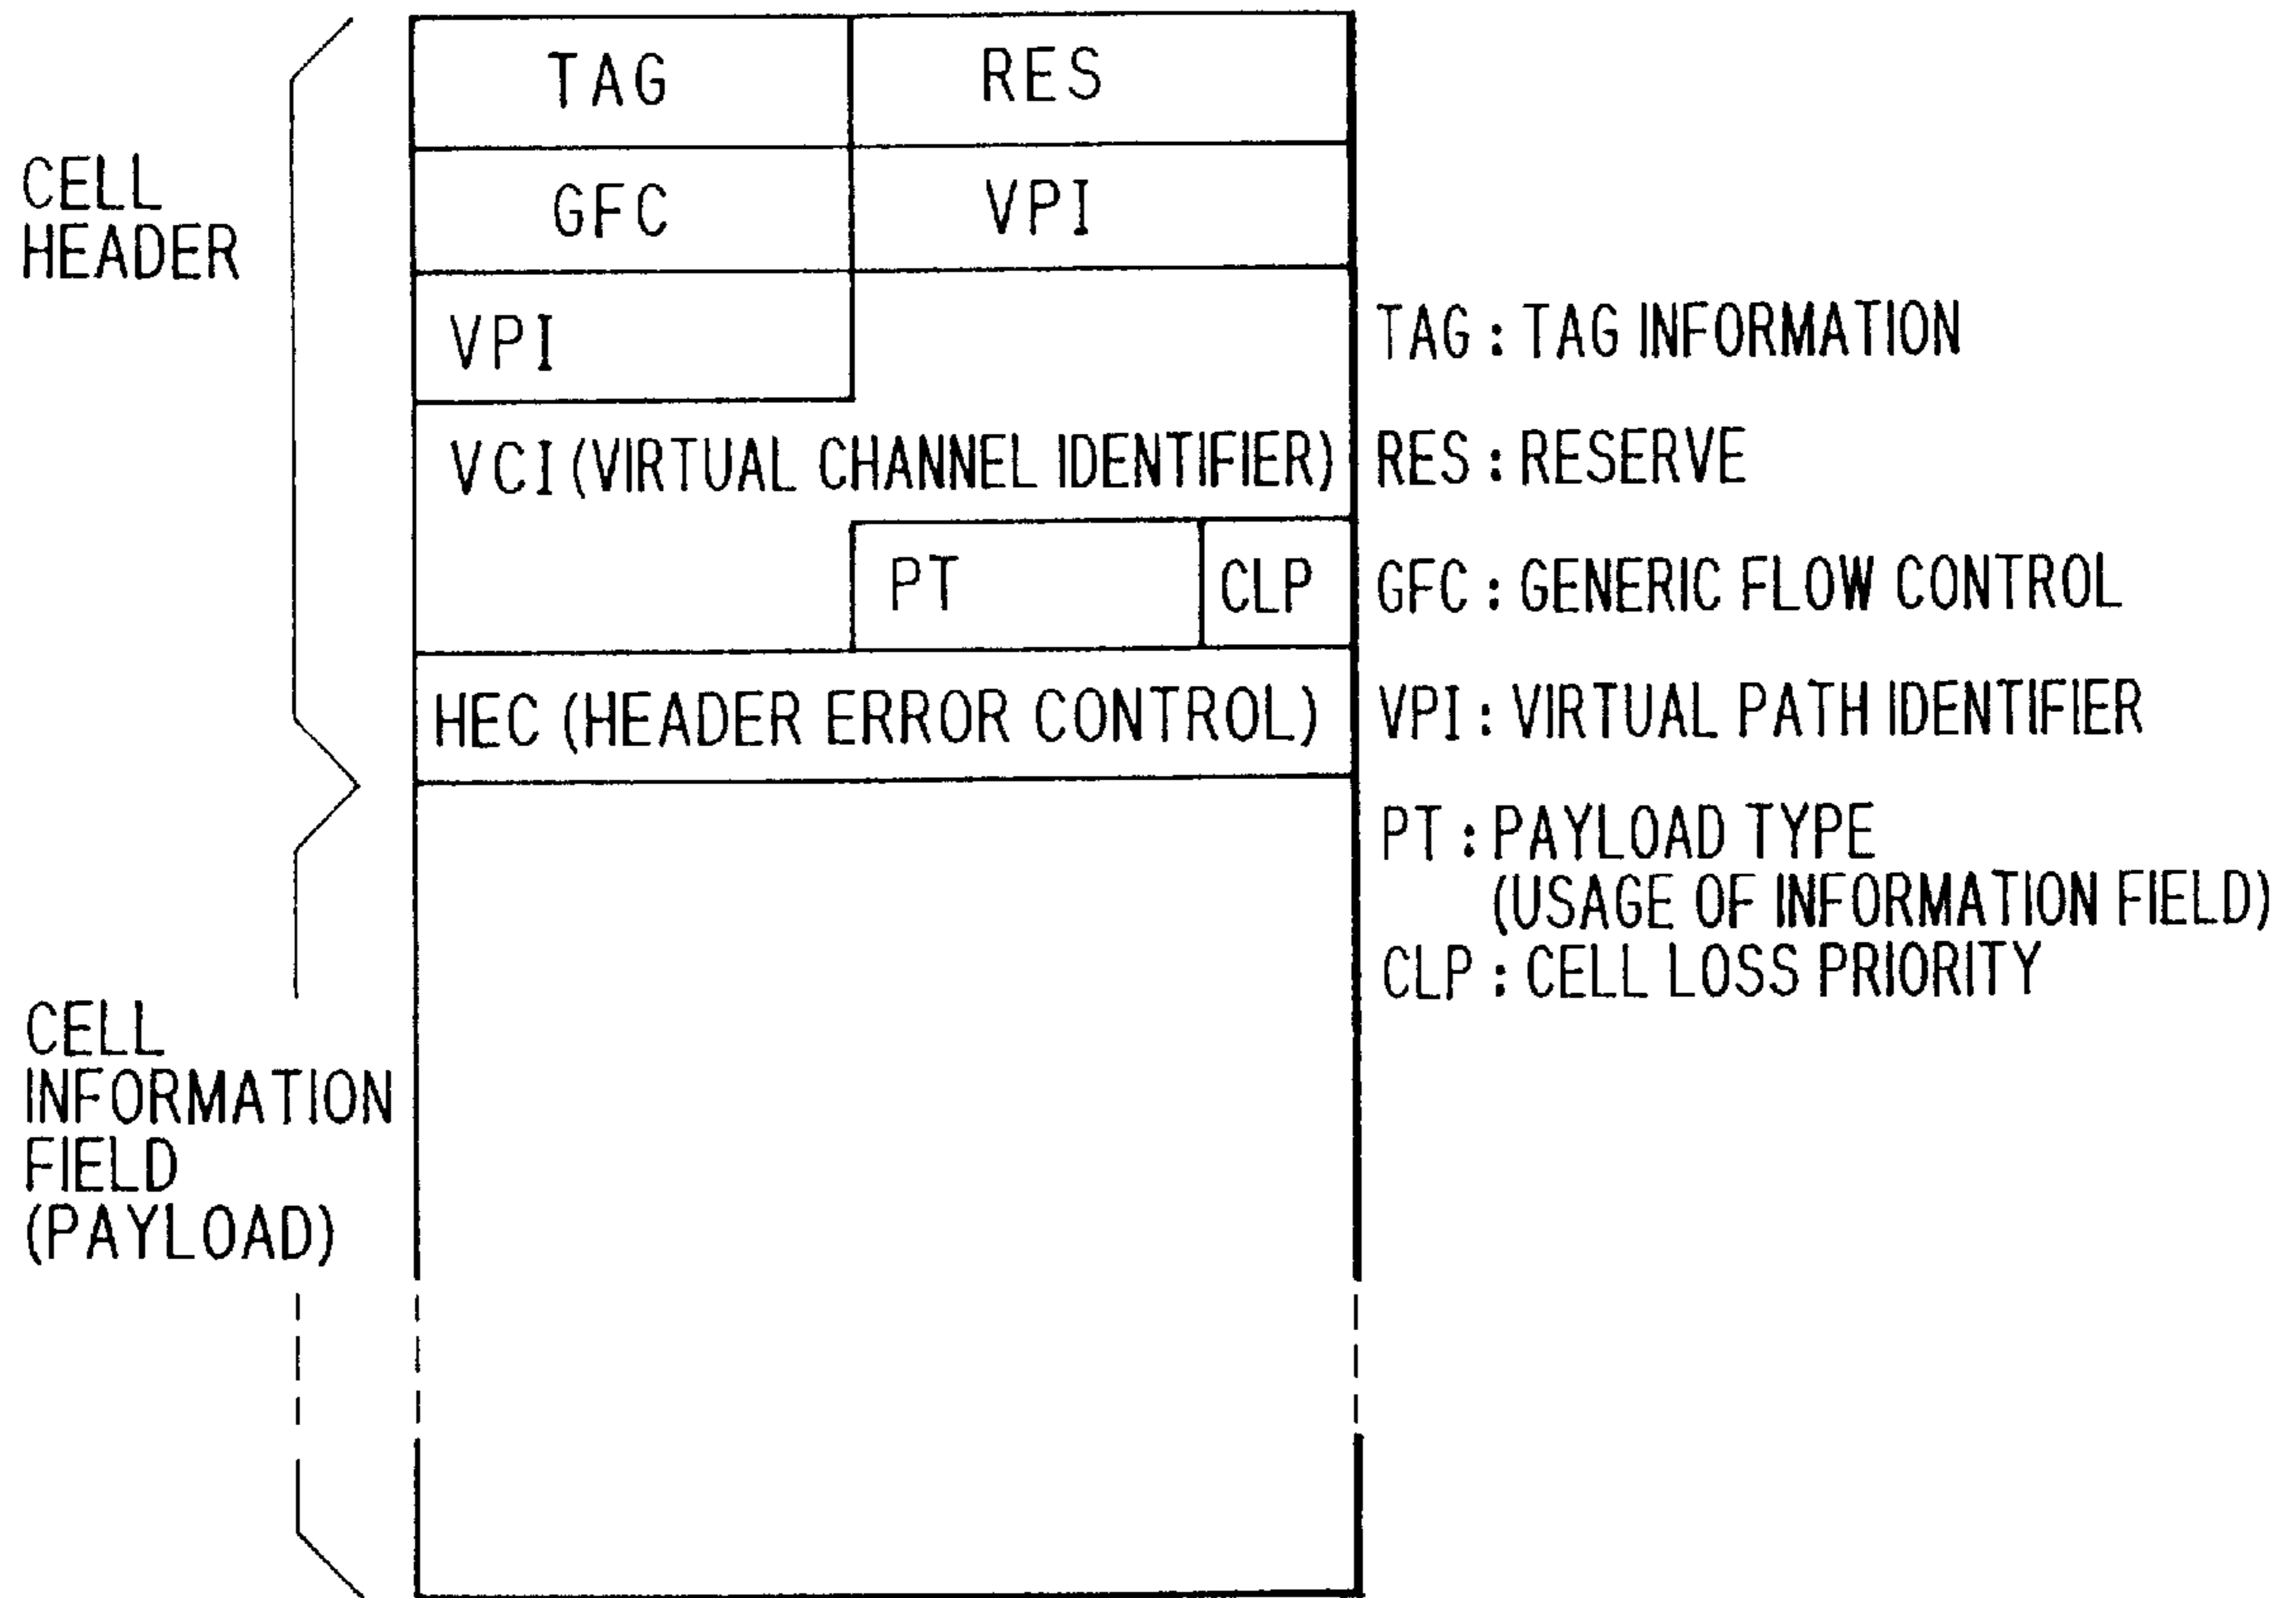 CELL
HEADER
TAG
RES
GFC
VPI
VPI
VCI (VIRTUAL CHANNEL IDENTIFIER)
PT
CLP
HEC (HEADER ERROR CONTROL)
CELL
INFORMATION
FIELD
(PAYLOAD)
TAG : TAG INFORMATION
RES : RESERVE
GFC : GENERIC FLOW CONTROL
VPI : VIRTUAL PATH IDENTIFIER
PT : PAYLOAD TYPE
(USAGE OF INFORMATION FIELD)
CLP : CELL LOSS PRIORITY